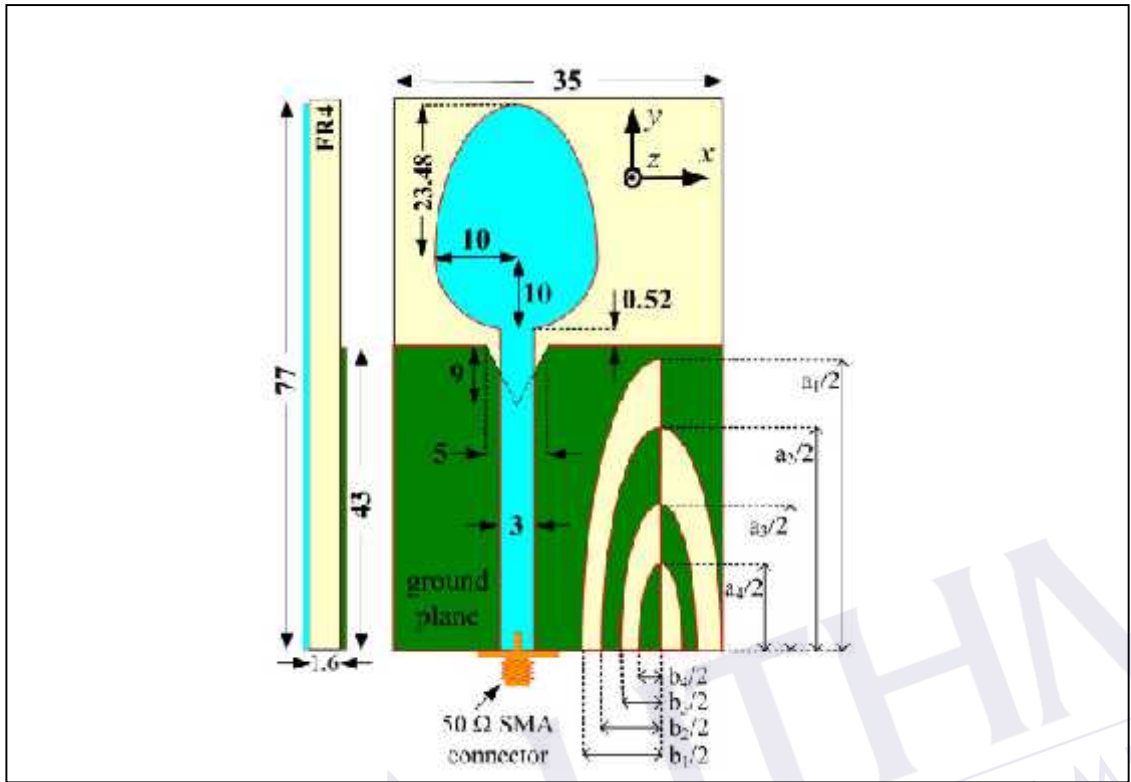 35
FR4
y
z
x
23.48
10
10
0.52
77
9
a₁/2
5
a₂/2
43
3
a₃/2
ground
plane
a₄/2
1.6
b₄/2
b₃/2
b₂/2
b₁/2
50 Ω SMA
connector